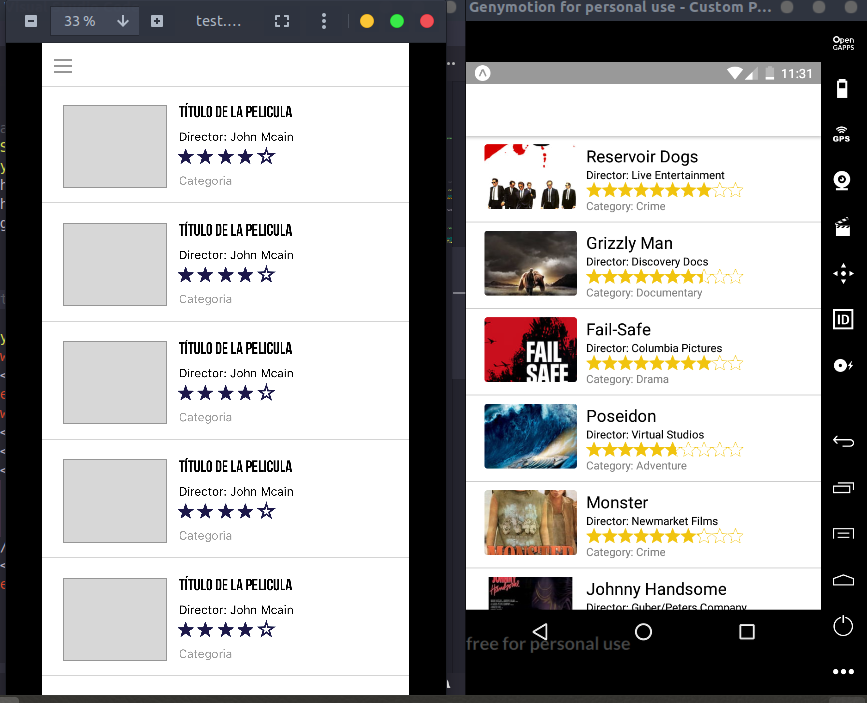 33 %
test....
TÍTULO DE LA PELICULA
Director: John Mcain
Categoria
TÍTULO DE LA PELICULA
Director: John Mcain
Categoria
TÍTULO DE LA PELICULA
Director: John Mcain
Categoria
TÍTULO DE LA PELICULA
Director: John Mcain
Categoria
TÍTULO DE LA PELICULA
Director: John Mcain
Categoria
Genymotion for personal use - Custom P...
11:31
Reservoir Dogs
Director: Live Entertainment
Category: Crime
Grizzly Man
Director: Discovery Docs
Category: Documentary
FAIL
SAFE
Fail-Safe
Director: Columbia Pictures
Category: Drama
Poseidon
Director: Virtual Studios
Category: Adventure
MONSTER
Monster
Director: Newmarket Films
Category: Crime
Johnny Handsome
Director: Guber/Peters Company
free for personal use
Open
GAPPS
GPS
ID